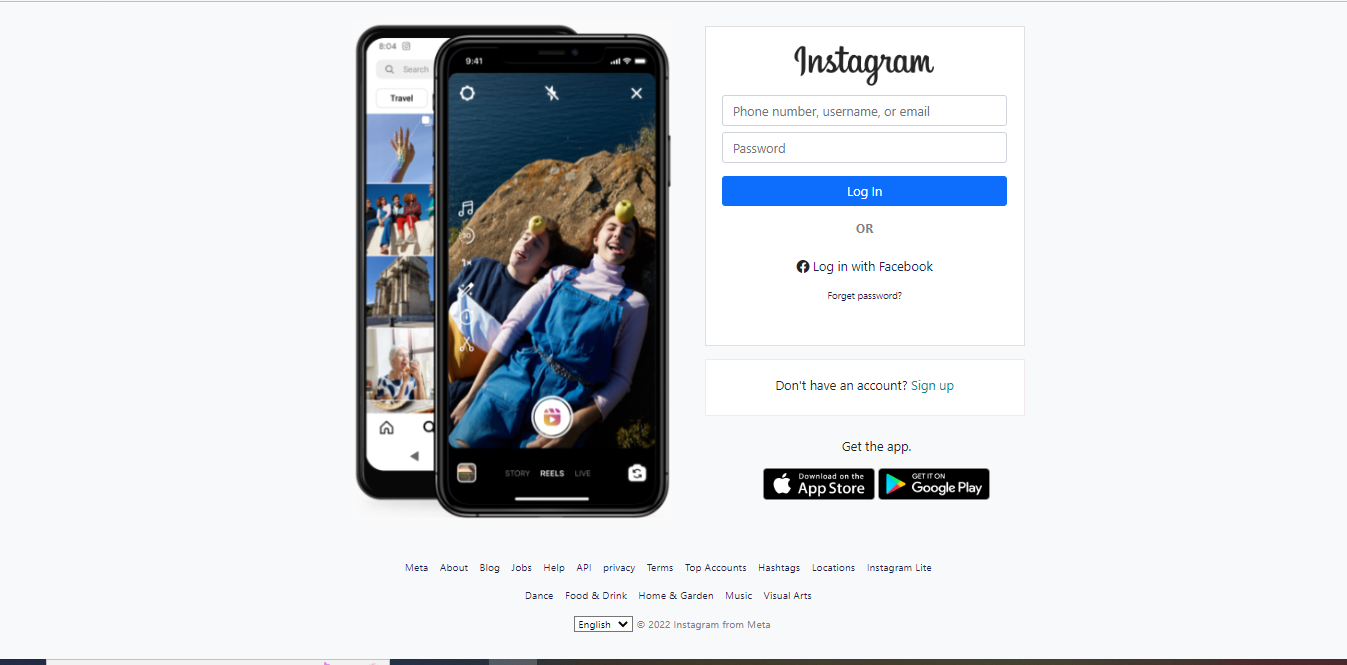 8:04
Search
Travel
9:41
1x
STORY REELS LIVE
Instagram
Phone number, username, or email
Password
Log In
OR
Log in with Facebook
Forget password?
Don't have an account? Sign up
Get the app.
Download on the
App Store
GET IT ON
Google Play
Meta About Blog Jobs Help API privacy Terms Top Accounts Hashtags Locations Instagram Lite
Dance Food & Drink Home & Garden Music Visual Arts
English © 2022 Instagram from Meta